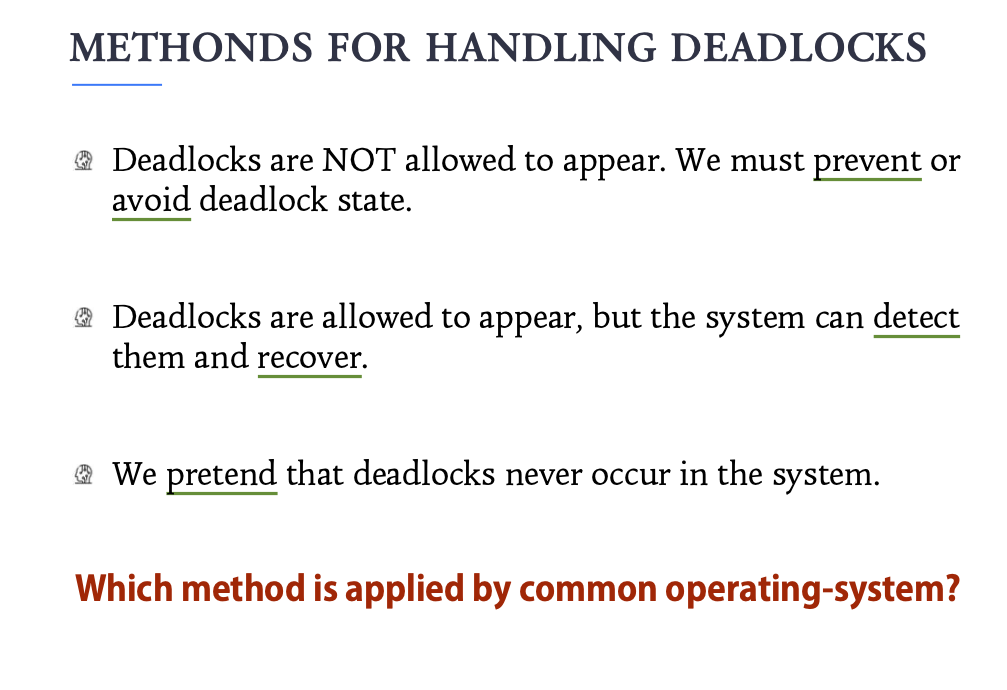 METHONDS FOR HANDLING DEADLOCKS
Deadlocks are NOT allowed to appear. We must prevent or
avoid deadlock state.
Deadlocks are allowed to appear, but the system can detect
them and recover.
We pretend that deadlocks never occur in the system.
Which method is applied by common operating-system?